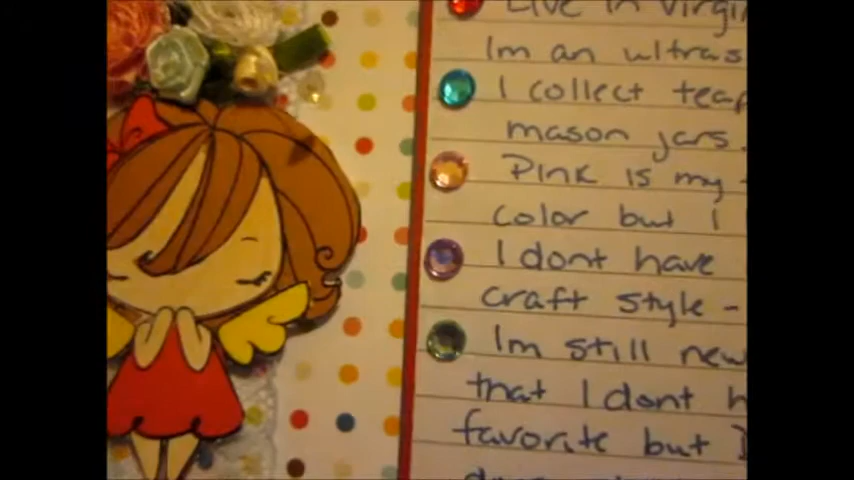 Live in Virgin
Im an ultras
I collect teap
mason jars.
Pink is my
color but I
I dont have
craft style -
Im still new
that I dont h
favorite but I